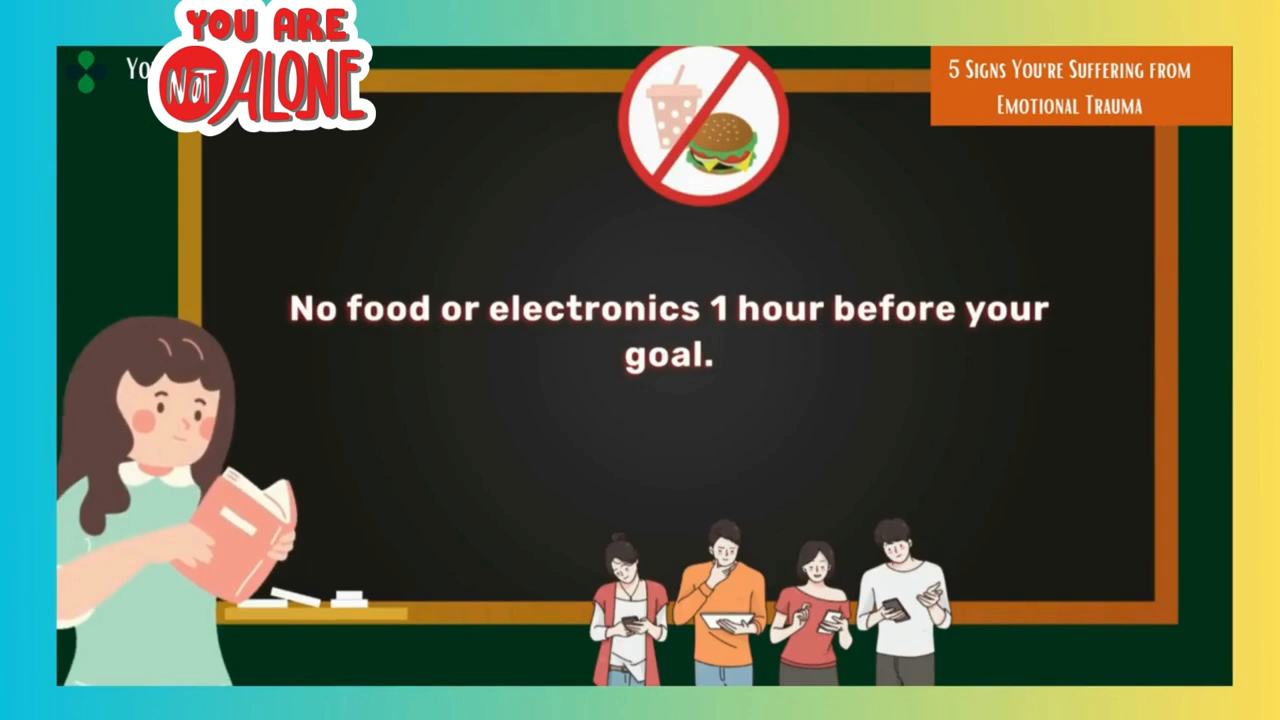 YOU ARE
NOT ALONE
5 SIGNS YOU'RE SUFFERING FROM
EMOTIONAL TRAUMA
No food or electronics 1 hour before your
goal.